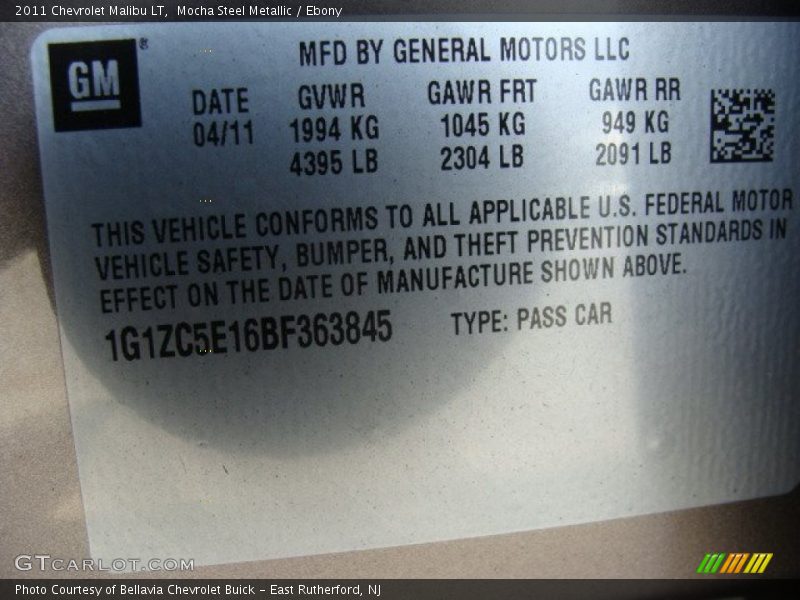 2011 Chevrolet Malibu LT, Mocha Steel Metallic / Ebony
GM®
MFD BY GENERAL MOTORS LLC
DATE GVWR GAWR FRT GAWR RR
04/11 1994 KG 1045 KG 949 KG
4395 LB 2304 LB 2091 LB
THIS VEHICLE CONFORMS TO ALL APPLICABLE U.S. FEDERAL MOTOR
VEHICLE SAFETY, BUMPER, AND THEFT PREVENTION STANDARDS IN
EFFECT ON THE DATE OF MANUFACTURE SHOWN ABOVE.
1G1ZC5E16BF363845 TYPE: PASS CAR
GTCARLOT.COM
Photo Courtesy of Bellavia Chevrolet Buick – East Rutherford, NJ